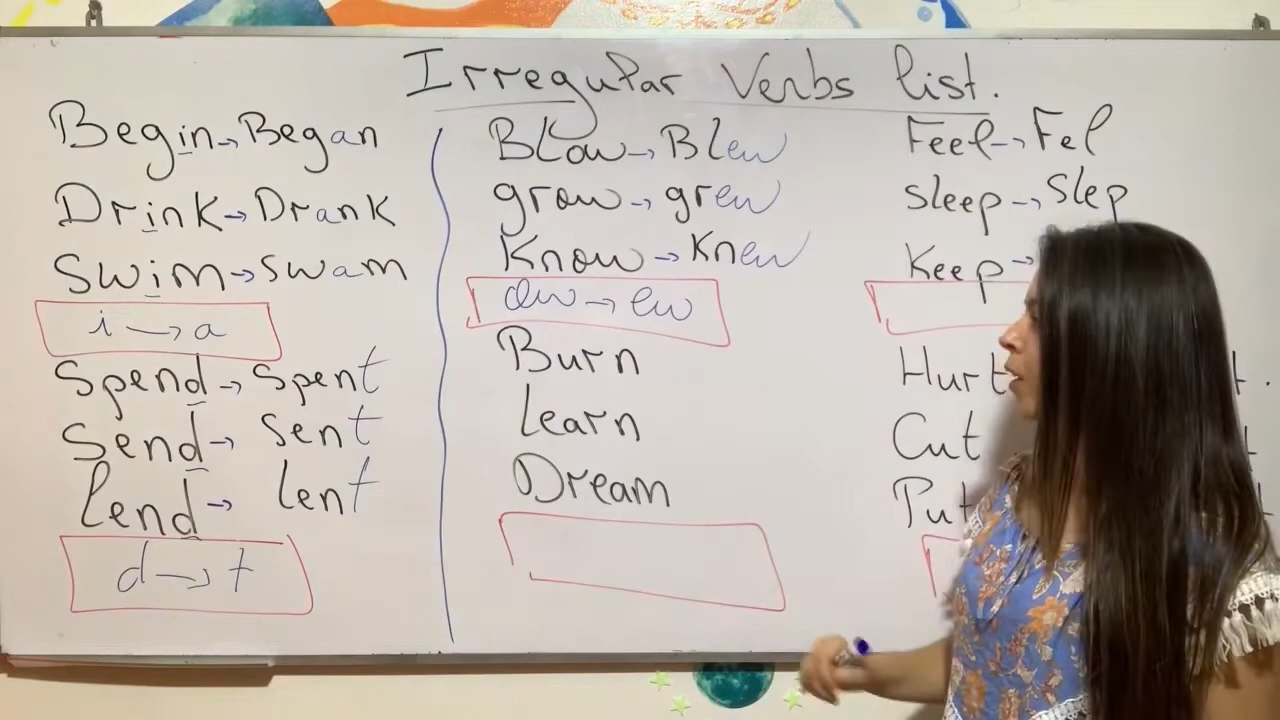 Irregular Verbs list.
Begin → Began
Drink → Drank
Swim → swam
i → a
Spend → Spent
Send → Sent
lend → lent
d → t
Blow → Blew
grow → grew
Know → Knew
ow → ew
Burn
learn
Dream
Feel → Fel
sleep → Slep
Keep →
Hurt
Cut
Put